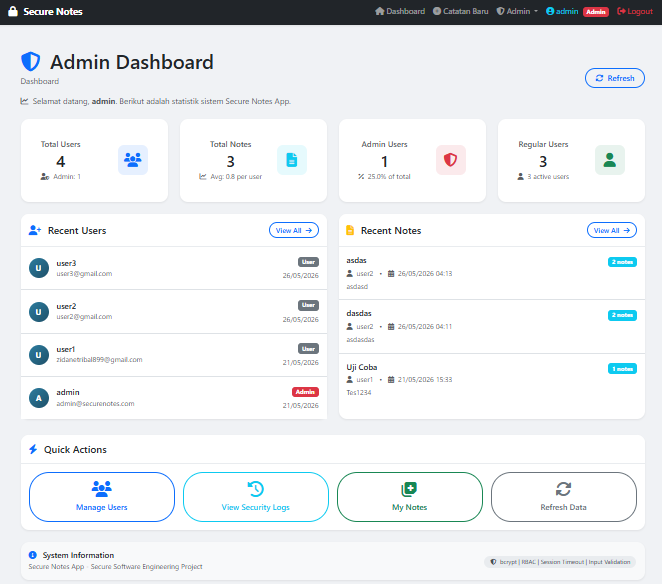 Secure Notes
Dashboard Catatan Baru Admin admin Admin Logout
Admin Dashboard
Dashboard
Refresh
Selamat datang, admin. Berikut adalah statistik sistem Secure Notes App.
Total Users
4
Admin: 1
Total Notes
3
Avg: 0.8 per user
Admin Users
1
25.0% of total
Regular Users
3
3 active users
Recent Users
View All →
U
user3
user3@gmail.com
User
26/05/2026
U
user2
user2@gmail.com
User
26/05/2026
U
user1
zidanetribal899@gmail.com
User
21/05/2026
A
admin
admin@securenotes.com
Admin
21/05/2026
Recent Notes
View All →
asdas
2 notes
user2 • 26/05/2026 04:13
asdasd
dasdas
2 notes
user2 • 26/05/2026 04:11
asdasdas
Uji Coba
1 notes
user1 • 21/05/2026 15:33
Tes1234
Quick Actions
Manage Users
View Security Logs
My Notes
Refresh Data
System Information
Secure Notes App - Secure Software Engineering Project
bcrypt | RBAC | Session Timeout | Input Validation